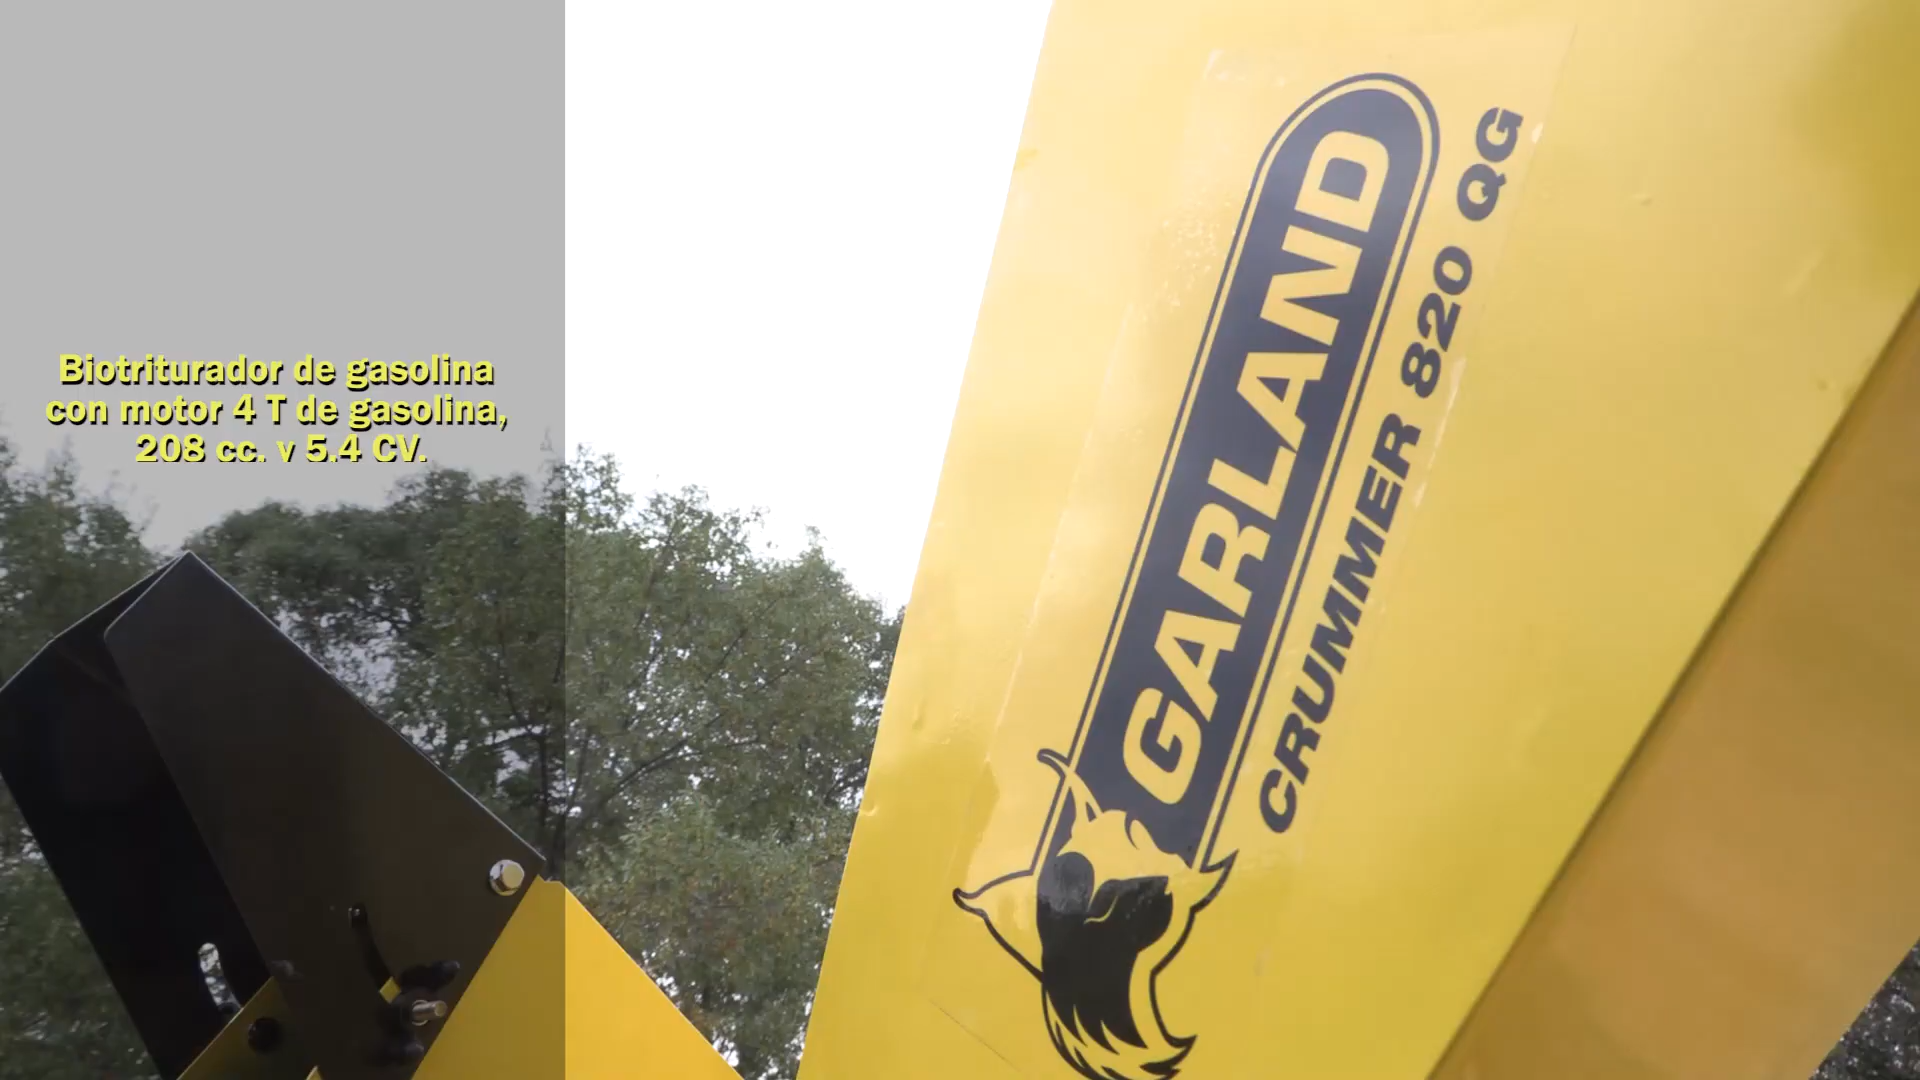 Biotriturador de gasolina
con motor 4 T de gasolina,
208 cc. y 5.4 CV.
GARLAND
CRUMMER 820 QG